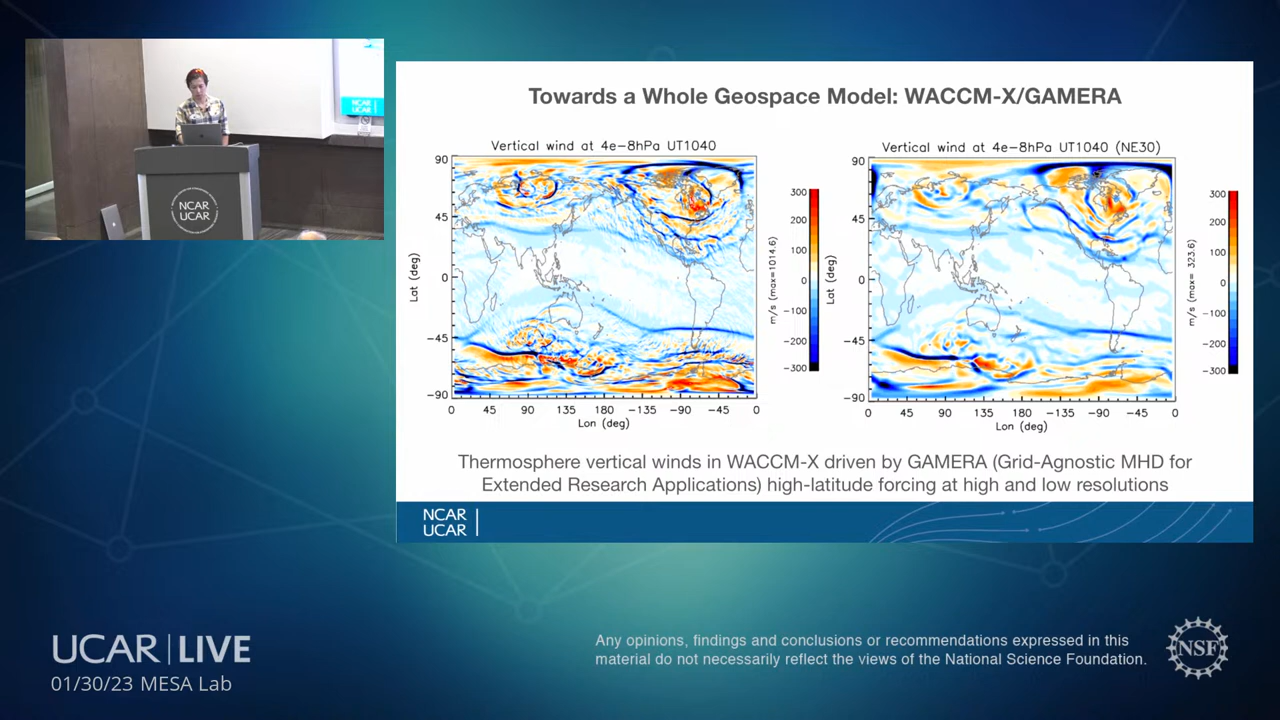 NCAR
UCAR
NCAR
UCAR
Towards a Whole Geospace Model: WACCM-X/GAMERA
Vertical wind at 4e-8hPa UT1040
90
45
0
-45
-90
Lat (deg)
0 45 90 135 180 -135 -90 -45 0
Lon (deg)
300
200
100
0
-100
-200
-300
m/s (max=1014.6)
Vertical wind at 4e-8hPa UT1040 (NE30)
90
45
0
-45
-90
Lat (deg)
0 45 90 135 180 -135 -90 -45 0
Lon (deg)
300
200
100
0
-100
-200
-300
m/s (max= 323.6)
Thermosphere vertical winds in WACCM-X driven by GAMERA (Grid-Agnostic MHD for
Extended Research Applications) high-latitude forcing at high and low resolutions
NCAR
UCAR
UCAR | LIVE
01/30/23 MESA Lab
Any opinions, findings and conclusions or recommendations expressed in this
material do not necessarily reflect the views of the National Science Foundation.
NSF